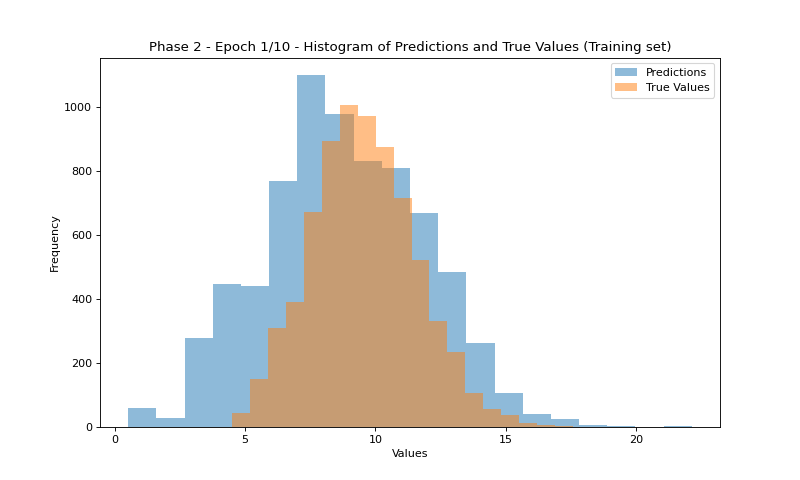 Phase 2 - Epoch 1/10 - Histogram of Predictions and True Values (Training set)
Predictions
True Values
1000
800
600
400
200
0
Frequency
0 5 10 15 20
Values